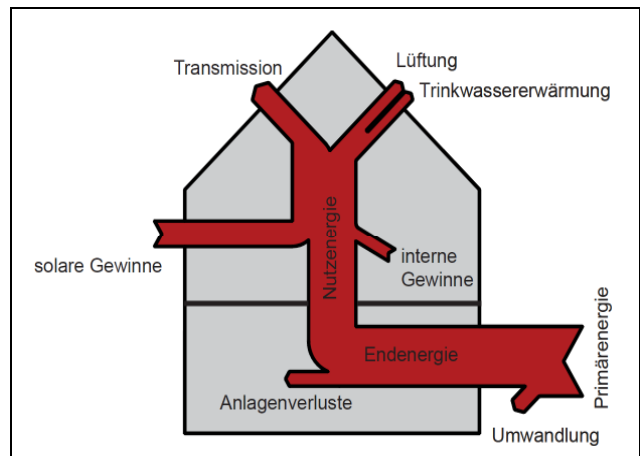 Transmission
Lüftung
Trinkwassererwärmung
solare Gewinne
Nutzenergie
interne
Gewinne
Endenergie
Primärenergie
Anlagenverluste
Umwandlung